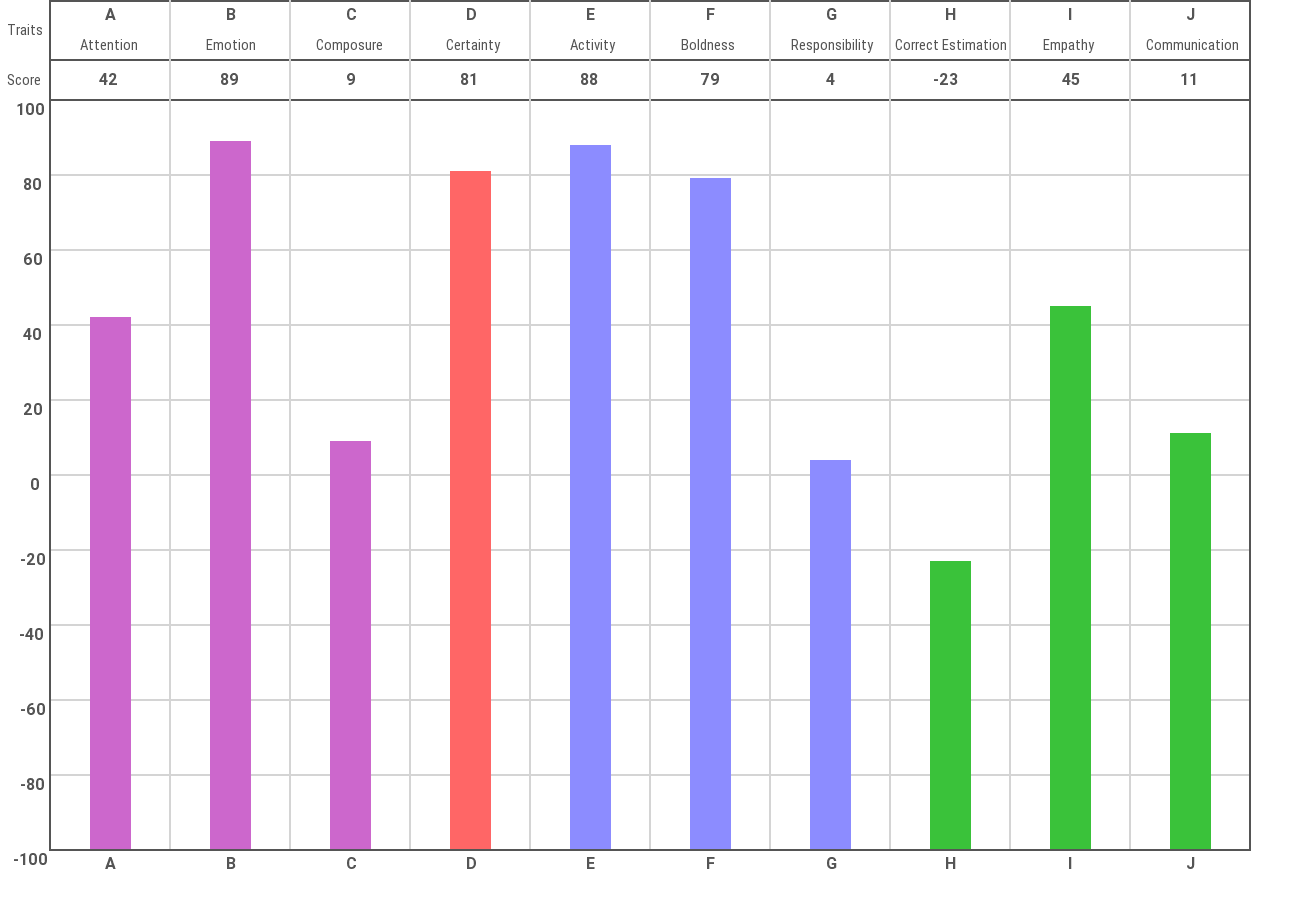 A B C D E F G H I J
Traits
Attention Emotion Composure Certainty Activity Boldness Responsibility Correct Estimation Empathy Communication
Score 42 89 9 81 88 79 4 -23 45 11
100
80
60
40
20
0
-20
-40
-60
-80
-100
A B C D E F G H I J